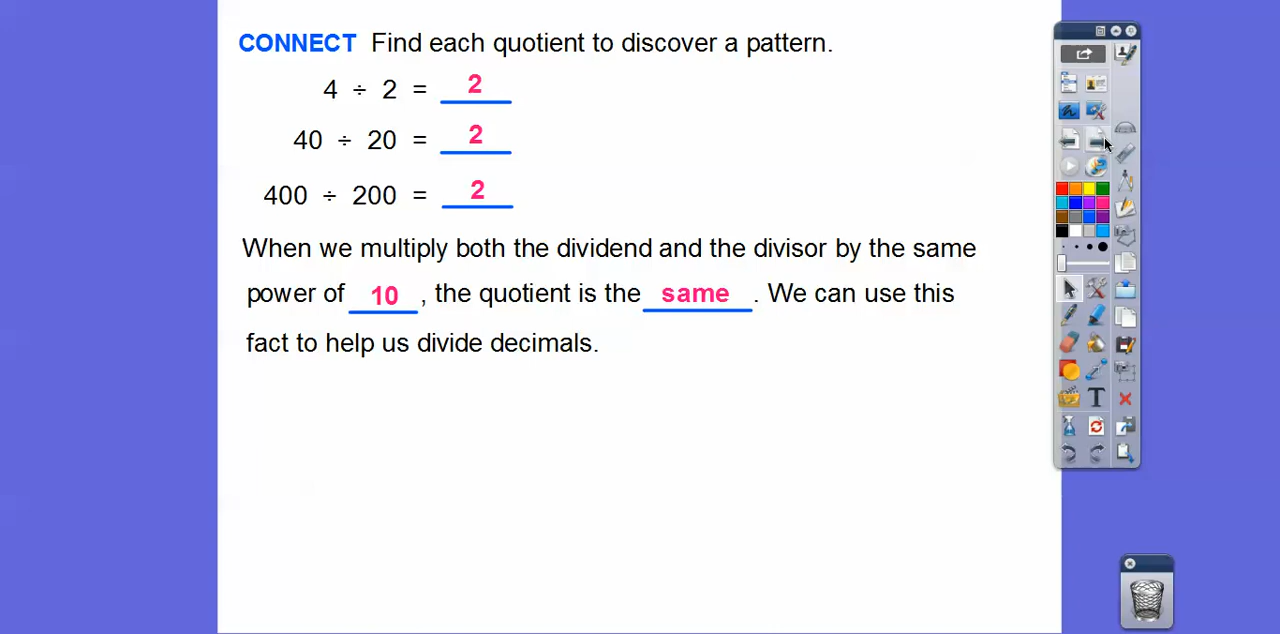 CONNECT Find each quotient to discover a pattern.
4 ÷ 2 = 2
40 ÷ 20 = 2
400 ÷ 200 = 2
When we multiply both the dividend and the divisor by the same
power of 10 , the quotient is the same . We can use this
fact to help us divide decimals.
T